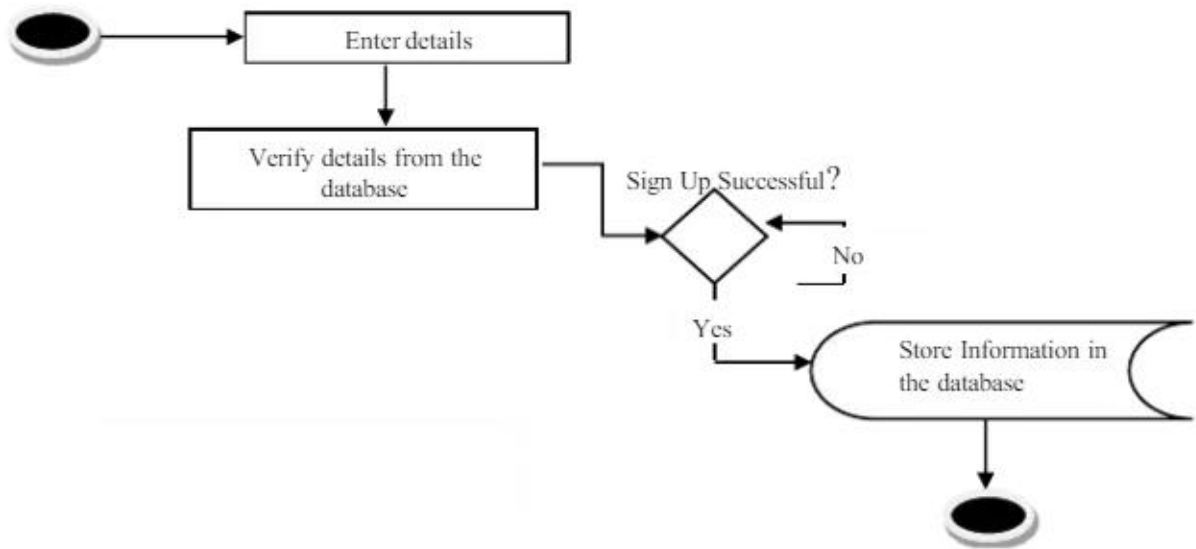 Enter details
Verify details from the
database
Sign Up Successful?
No
Yes
Store Information in
the database